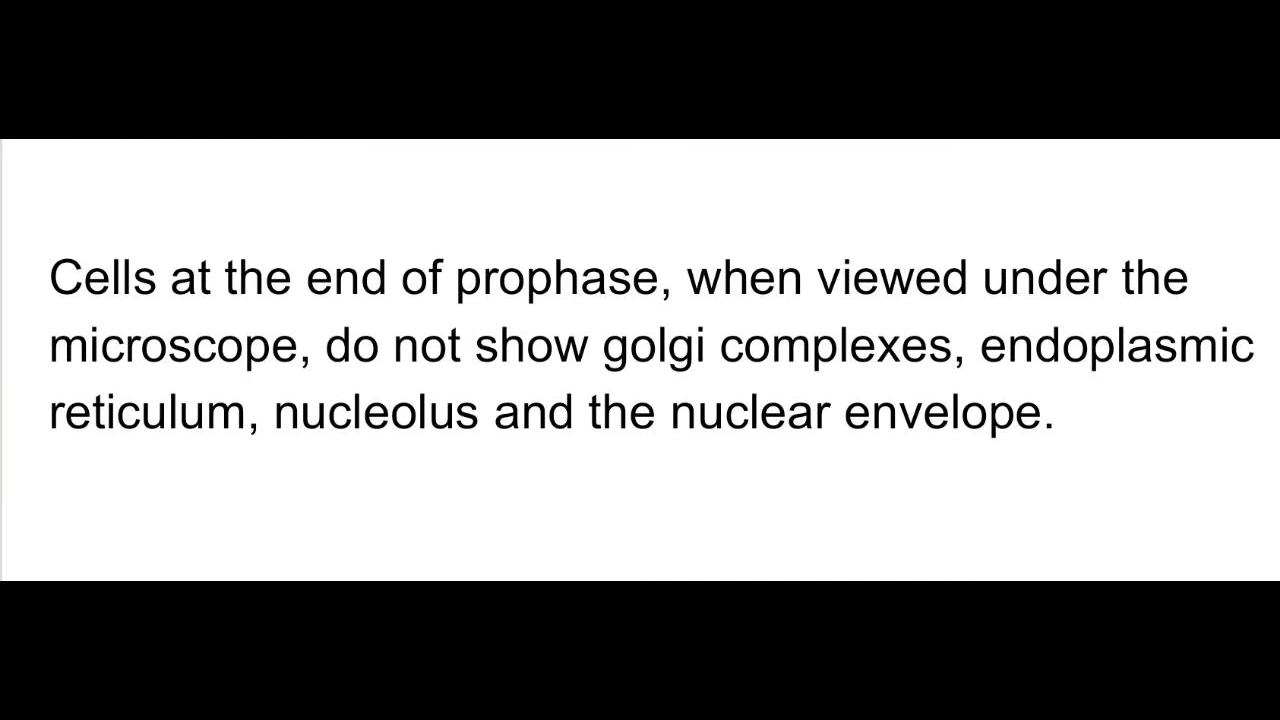 Cells at the end of prophase, when viewed under the
microscope, do not show golgi complexes, endoplasmic
reticulum, nucleolus and the nuclear envelope.